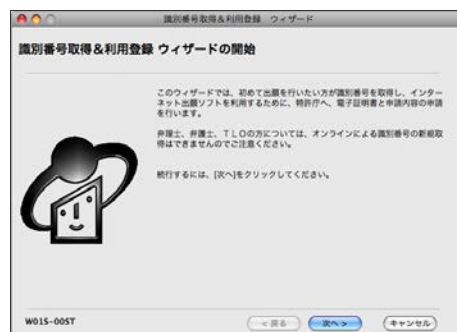 識別番号取得＆利用登録 ウィザード
識別番号取得＆利用登録 ウィザードの開始
このウィザードでは、初めて出願を行いたい方が識別番号を取得し、インター
ネット出願ソフトを利用するために、特許庁へ、電子証明書と申請内容の申請
を行います。
弁理士、弁護士、ＴＬＯの方については、オンラインによる識別番号の新規取
得はできませんのでご注意ください。
続行するには、[次へ]をクリックしてください。
W01S-00ST
< 戻る
次へ >
キャンセル